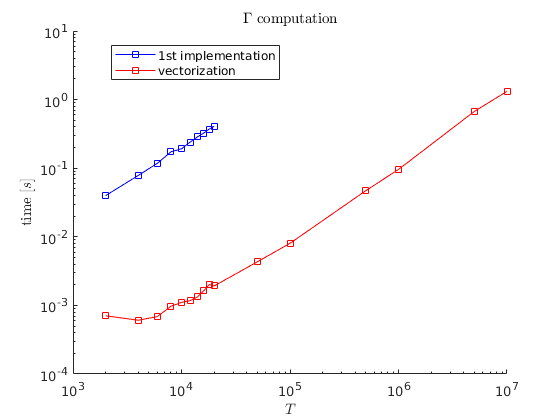 Γ computation
10^1
1st implementation
vectorization
10^0
10^-1
time [s]
10^-2
10^-3
10^-4
10^3 10^4 10^5 10^6 10^7
T